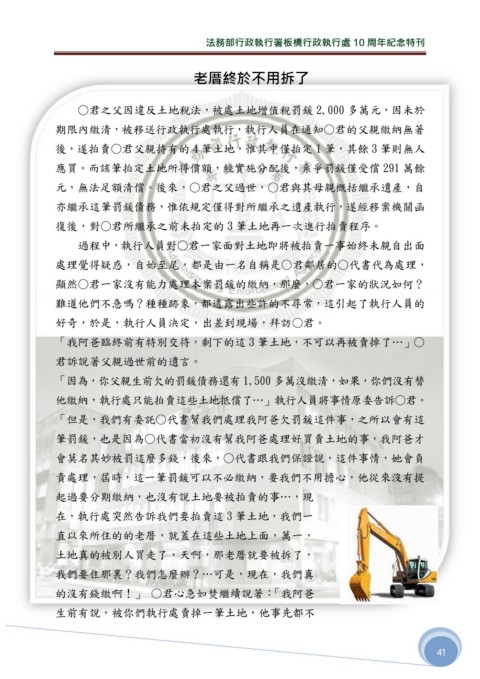 法務部行政執行署板橋行政執行處 10 周年紀念特刊
老厝終於不用拆了
○君之父因違反土地稅法，被處土地增值稅罰鍰 2,000 多萬元，因未於
期限內繳清，被移送行政執行處執行，執行人員在通知○君的父親繳納無著
後，遂拍賣○君父親持有的 4 筆土地，惟其中僅拍定 1 筆，其餘 3 筆則無人
應買。而該筆拍定土地所得價額，經實施分配後，系爭罰鍰僅受償 291 萬餘
元，無法足額清償。後來，○君之父過世，○君與其母親概括繼承遺產，自
亦繼承這筆罰鍰債務，惟依規定僅得對所繼承之遺產執行，遂經移案機關函
復後，對○君所繼承之前未拍定的 3 筆土地再一次進行拍賣程序。
過程中，執行人員對○君一家面對土地即將被拍賣一事始終未親自出面
處理覺得疑惑，自始至尾，都是由一名自稱是○君鄰居的○代書代為處理，
顯然○君一家沒有能力處理本案罰鍰的繳納，那麼，○君一家的狀況如何？
難道他們不急嗎？種種跡象，都透露出些許的不尋常，這引起了執行人員的
好奇，於是，執行人員決定，出差到現場，拜訪○君。
「我阿爸臨終前有特別交待，剩下的這 3 筆土地，不可以再被賣掉了…」○
君訴說著父親過世前的遺言。
「因為，你父親生前欠的罰鍰債務還有 1,500 多萬沒繳清，如果，你們沒有替
他繳納，執行處只能拍賣這些土地抵償了…」執行人員將事情原委告訴○君。
「但是，我們有委託○代書幫我們處理我阿爸欠罰鍰這件事，之所以會有這
筆罰鍰，也是因為○代書當初沒有幫我阿爸處理好買賣土地的事，我阿爸才
會莫名其妙被罰這麼多錢，後來，○代書跟我們保證說，這件事情，她會負
責處理，屆時，這一筆罰鍰可以不必繳納，要我們不用擔心，他從來沒有提
起過要分期繳納，也沒有說土地要被拍賣的事…，現
在，執行處突然告訴我們要拍賣這 3 筆土地，我們一
直以來所住的的老厝，就蓋在這些土地上面，萬一，
土地真的被別人買走了，天啊，那老厝就要被拆了，
我們要住那裏？我們怎麼辦？…可是，現在，我們真
的沒有錢繳啊！」 ○君心急如焚繼續說著：「我阿爸
生前有說，被你們執行處賣掉一筆土地，他事先都不
41